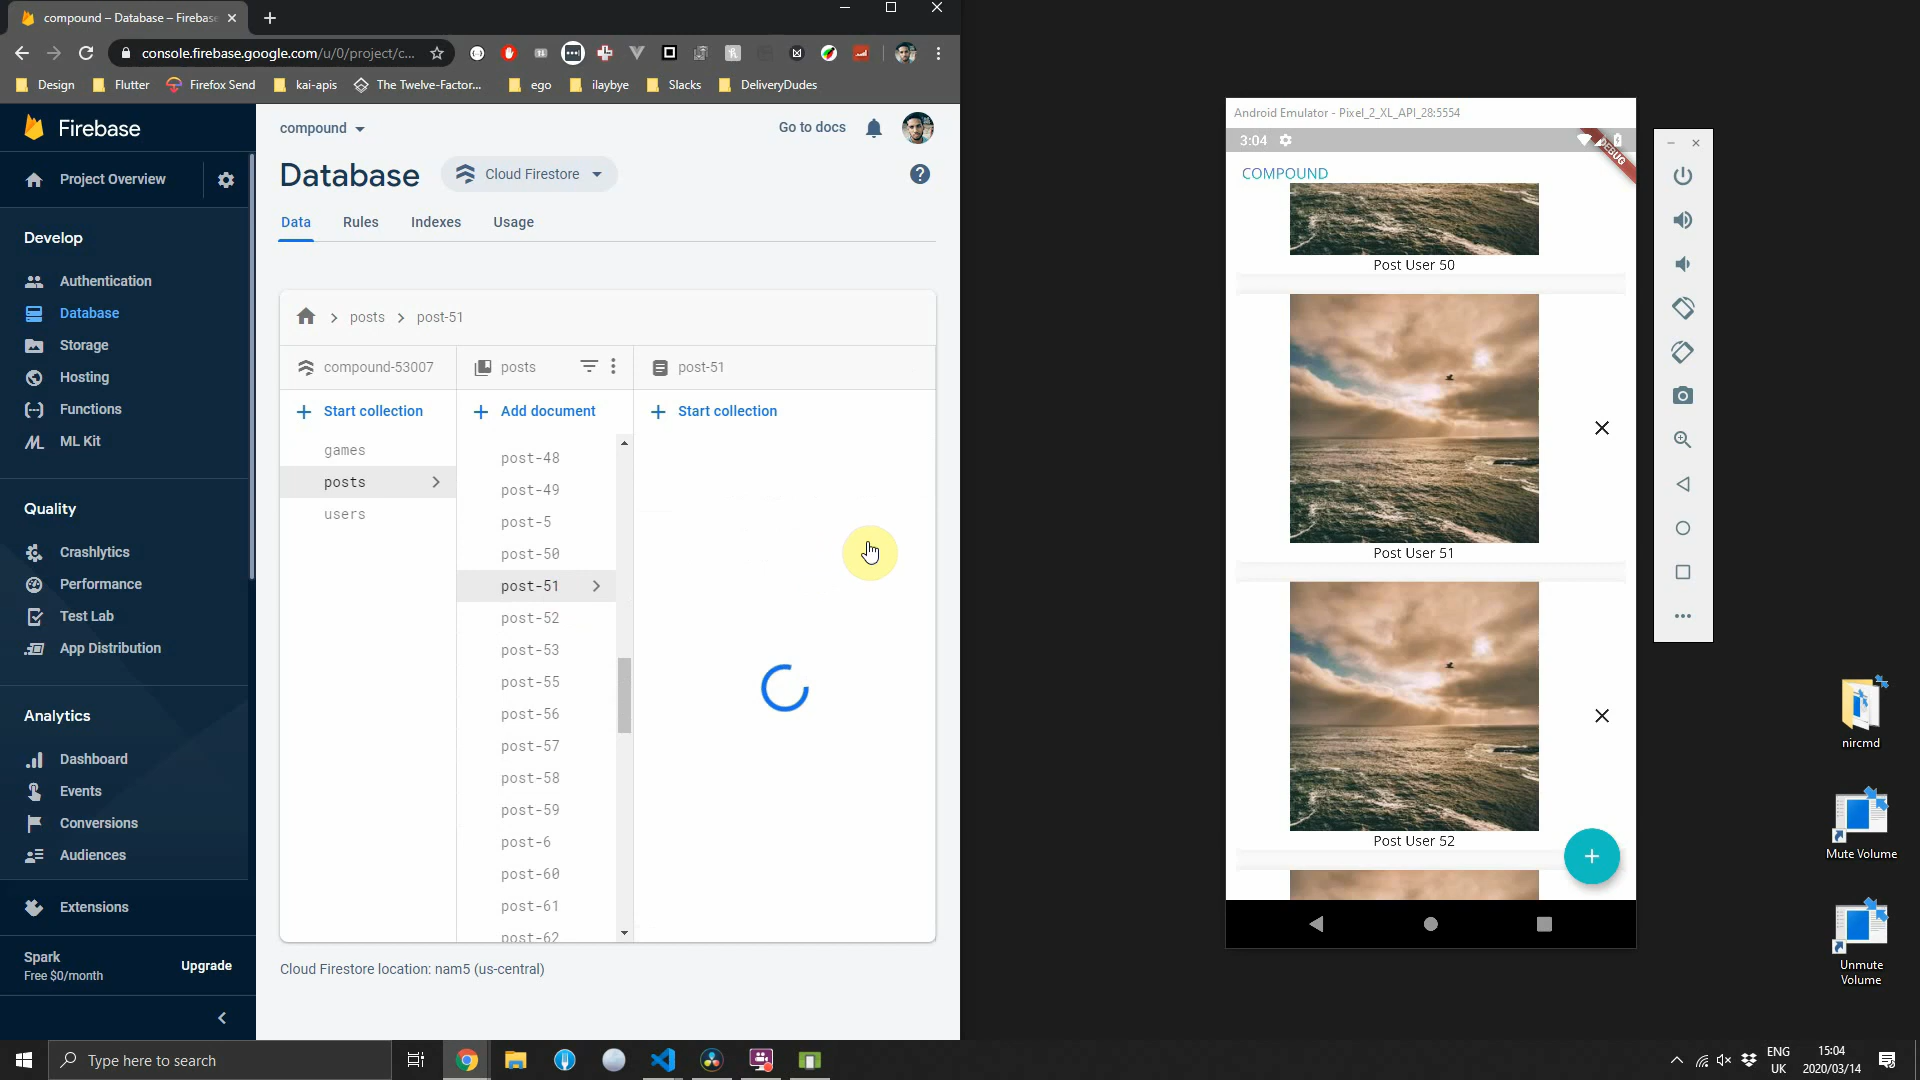 compound – Database – Firebase
console.firebase.google.com/u/0/project/c...
Design
Flutter
Firefox Send
kai-apis
The Twelve-Factor...
ego
ilaybye
Slacks
DeliveryDudes
Firebase
Project Overview
Develop
Authentication
Database
Storage
Hosting
Functions
ML Kit
Quality
Crashlytics
Performance
Test Lab
App Distribution
Analytics
Dashboard
Events
Conversions
Audiences
Extensions
Spark
Free $0/month
Upgrade
compound
Go to docs
Database
Cloud Firestore
Data
Rules
Indexes
Usage
posts
post-51
compound-53007
posts
post-51
Start collection
Add document
Start collection
games
posts
users
post-48
post-49
post-5
post-50
post-51
post-52
post-53
post-55
post-56
post-57
post-58
post-59
post-6
post-60
post-61
post-62
Cloud Firestore location: nam5 (us-central)
Android Emulator - Pixel_2_XL_API_28:5554
3:04
DEBUG
COMPOUND
Post User 50
Post User 51
Post User 52
nircmd
Mute Volume
Unmute
Volume
Type here to search
ENG
UK
15:04
2020/03/14